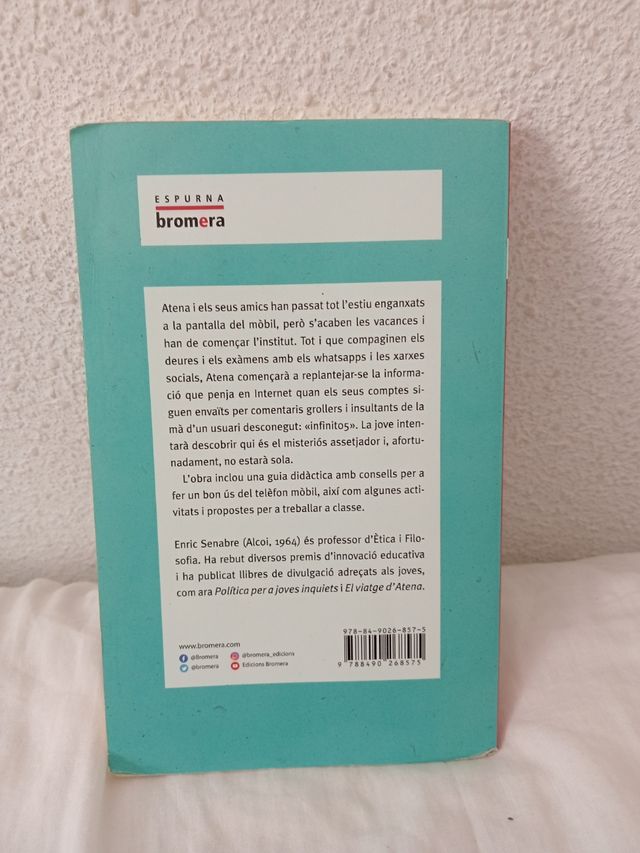 ESPURNA
bromera
Atena i els seus amics han passat tot l'estiu enganxats
a la pantalla del mòbil, però s'acaben les vacances i
han de començar l'institut. Tot i que compaginen els
deures i els exàmens amb els whatsapps i les xarxes
socials, Atena començarà a replantejar-se la informa-
ció que penja en Internet quan els seus comptes si-
guen envaïts per comentaris grollers i insultants de la
mà d'un usuari desconegut: «infinito5». La jove inten-
tarà descobrir qui és el misteriós assetjador i, afortu-
nadament, no estarà sola.
L'obra inclou una guia didàctica amb consells per a
fer un bon ús del telèfon mòbil, així com algunes acti-
vitats i propostes per a treballar a classe.
Enric Senabre (Alcoi, 1964) és professor d'Ètica i Filo-
sofia. Ha rebut diversos premis d'innovació educativa
i ha publicat llibres de divulgació adreçats als joves,
com ara Política per a joves inquiets i El viatge d'Atena.
www.bromera.com
@Bromera @bromera_edicions
@bromera Edicions Bromera
978-84-9026-857-5
9 788490 268575